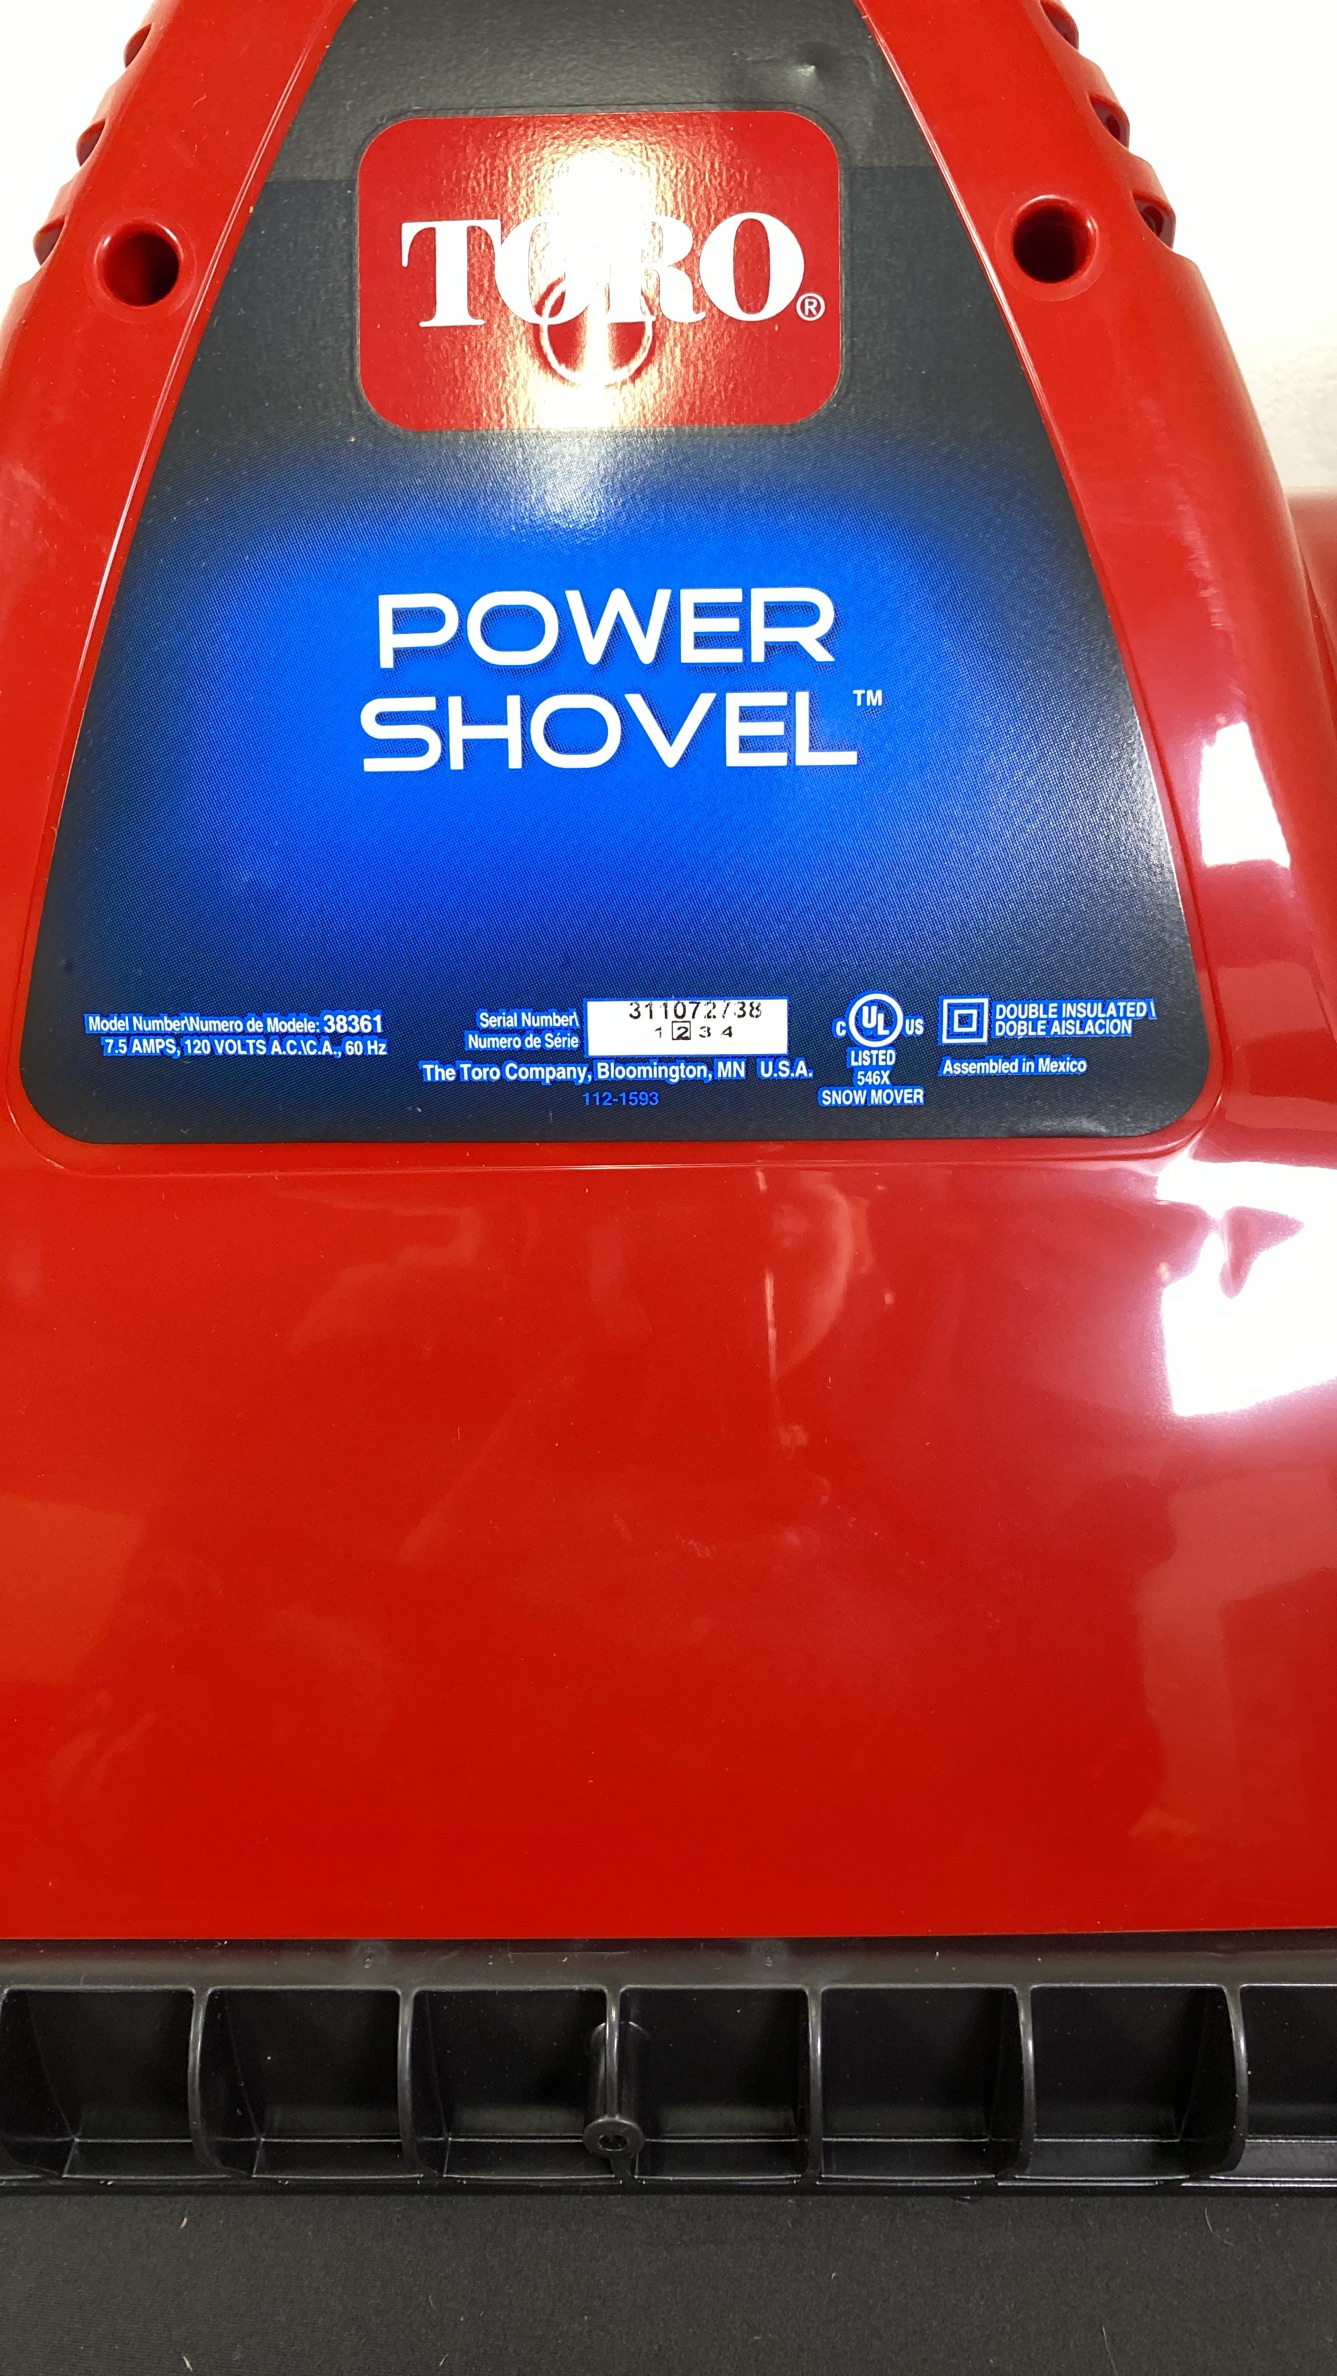 TORO®
POWER
SHOVEL™
Model Number\Numero de Modele: 38361
7.5 AMPS, 120 VOLTS A.C.\C.A., 60 Hz
Serial Number\
Numero de Série
311072738
1 2 3 4
The Toro Company, Bloomington, MN U.S.A.
112-1593
C UL US
LISTED
546X
SNOW MOVER
DOUBLE INSULATED\
DOBLE AISLACION
Assembled in Mexico